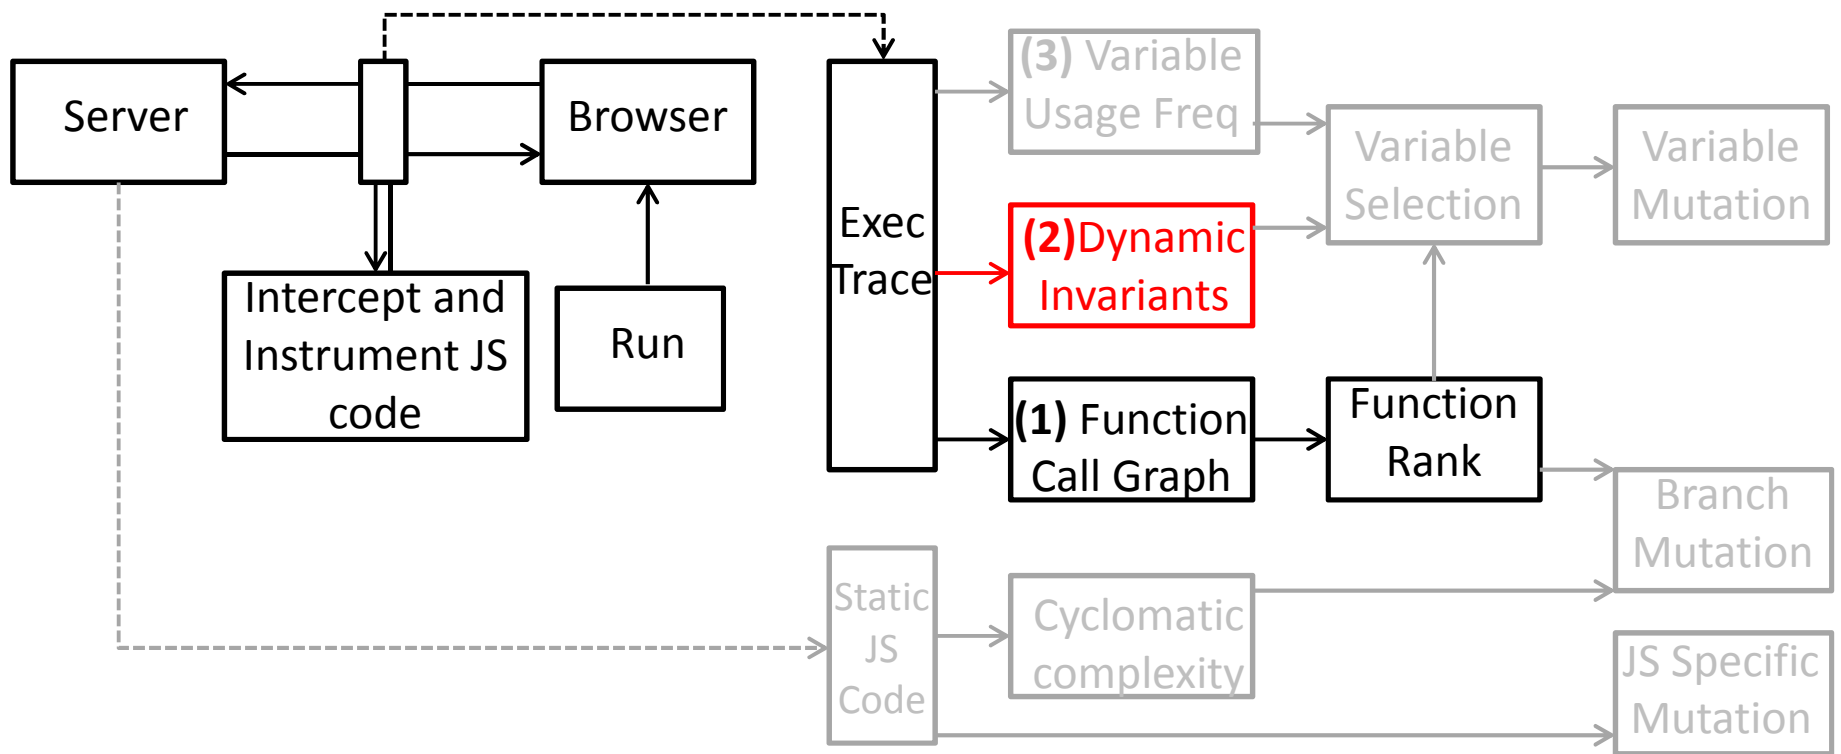 Server
Browser
Intercept and
Instrument JS
code
Run
Exec
Trace
(3) Variable
Usage Freq
(2)Dynamic
Invariants
(1) Function
Call Graph
Variable
Selection
Variable
Mutation
Function
Rank
Branch
Mutation
Static
JS
Code
Cyclomatic
complexity
JS Specific
Mutation